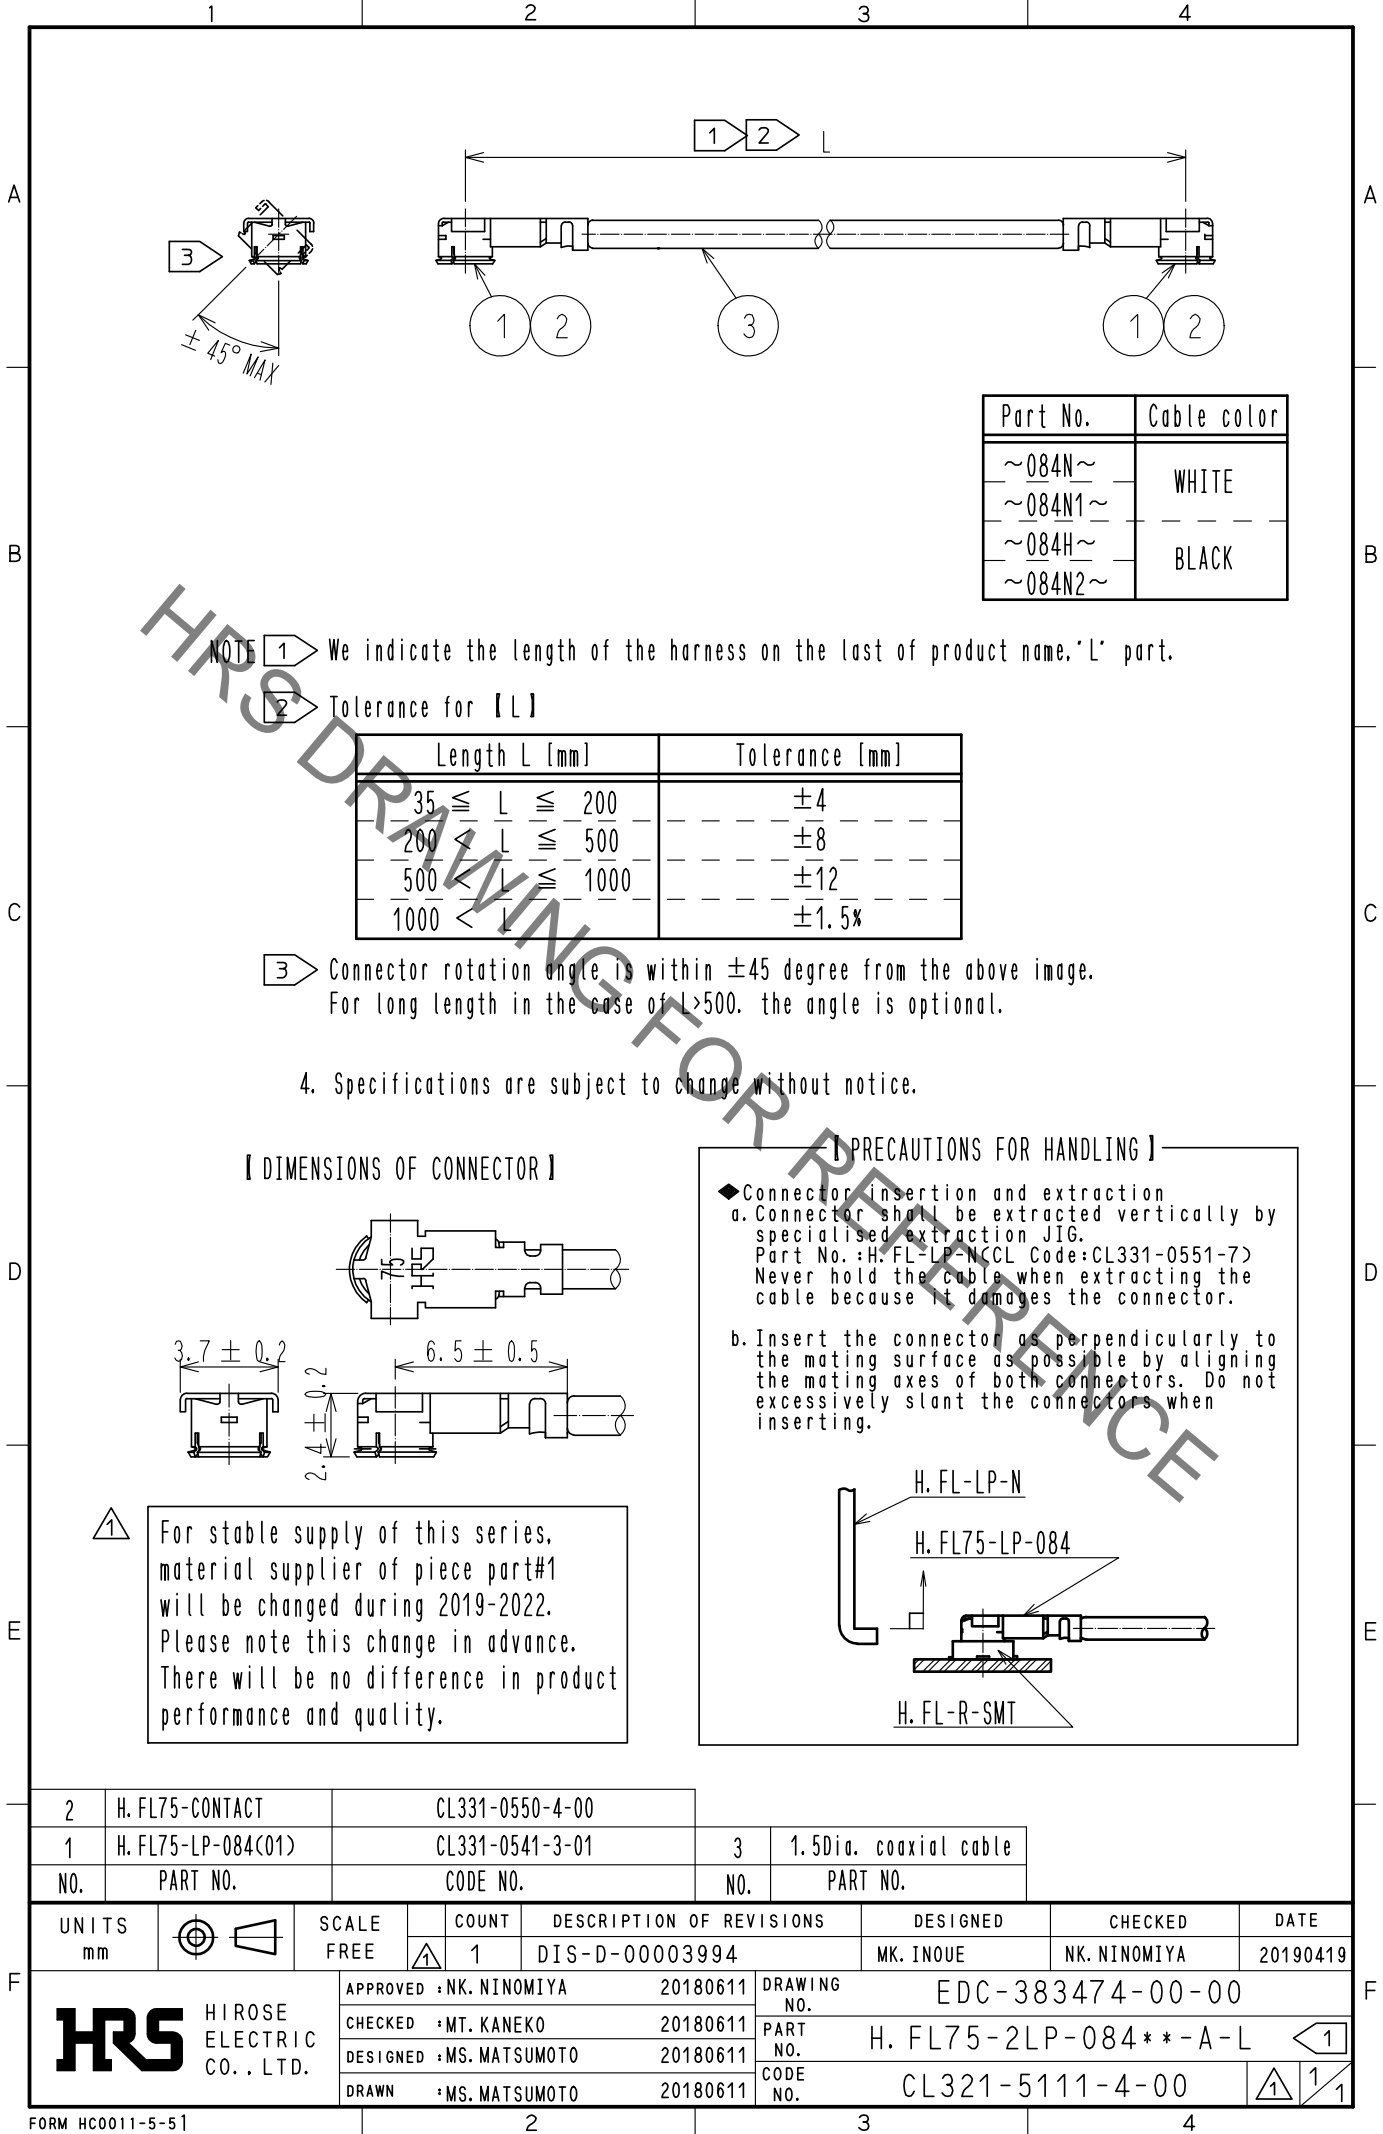 1 2 3 4
A A
B B
C C
D D
E E
F F
1 2 L
3
± 45° MAX
1 2 3 1 2
Part No. Cable color
~084N~ WHITE
~084N1~
~084H~ BLACK
~084N2~
NOTE 1 We indicate the length of the harness on the last of product name,"L" part.
2 Tolerance for 【L】
Length L [mm] Tolerance [mm]
35 ≦ L ≦ 200 ±4
200 < L ≦ 500 ±8
500 < L ≦ 1000 ±12
1000 < L ±1.5%
3 Connector rotation angle is within ±45 degree from the above image.
For long length in the case of L>500. the angle is optional.
4. Specifications are subject to change without notice.
HRS DRAWING FOR REFERENCE
【DIMENSIONS OF CONNECTOR】
75
HRS
3.7 ± 0.2
6.5 ± 0.5
2.4 ± 0.2
【PRECAUTIONS FOR HANDLING】
◆Connector insertion and extraction
a. Connector shall be extracted vertically by
specialised extraction JIG.
Part No.:H.FL-LP-N(CL Code:CL331-0551-7)
Never hold the cable when extracting the
cable because it damages the connector.
b. Insert the connector as perpendicularly to
the mating surface as possible by aligning
the mating axes of both connectors. Do not
excessively slant the connectors when
inserting.
H.FL-LP-N
H.FL75-LP-084
H.FL-R-SMT
1
For stable supply of this series,
material supplier of piece part#1
will be changed during 2019-2022.
Please note this change in advance.
There will be no difference in product
performance and quality.
2 H.FL75-CONTACT CL331-0550-4-00
1 H.FL75-LP-084(01) CL331-0541-3-01 3 1.5Dia. coaxial cable
NO. PART NO. CODE NO. NO. PART NO.
UNITS
mm
SCALE
FREE
COUNT DESCRIPTION OF REVISIONS DESIGNED CHECKED DATE
1 1 DIS-D-00003994 MK.INOUE NK.NINOMIYA 20190419
HRS
HIROSE
ELECTRIC
CO.,LTD.
APPROVED :NK.NINOMIYA 20180611
CHECKED :MT.KANEKO 20180611
DESIGNED :MS.MATSUMOTO 20180611
DRAWN :MS.MATSUMOTO 20180611
DRAWING
NO.
EDC-383474-00-00
PART
NO.
H.FL75-2LP-084**-A-L 1
CODE
NO.
CL321-5111-4-00 1 1/1
FORM HC0011-5-5
1 2 3 4